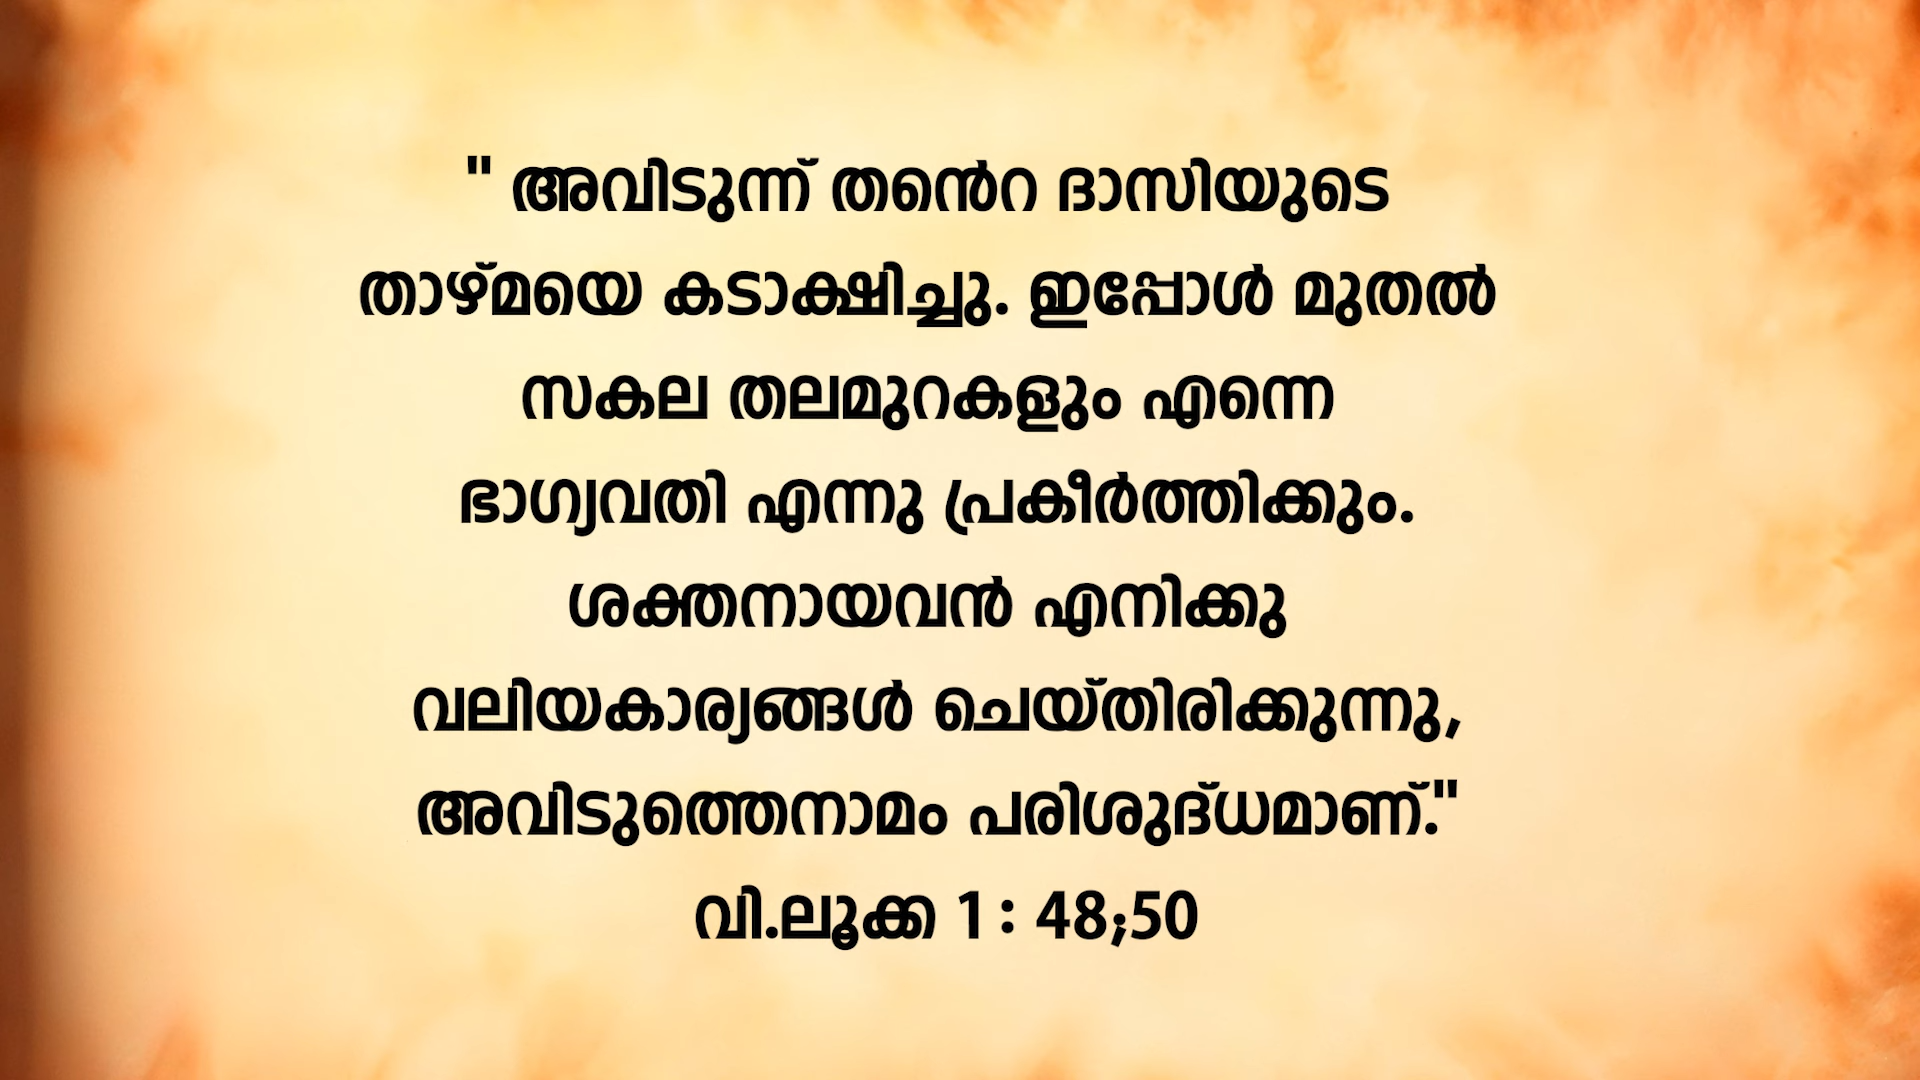 " അവിടുന്ന് തൻെറ ദാസിയുടെ
താഴ്മയെ കടാക്ഷിച്ചു. ഇപ്പോൾ മുതൽ
സകല തലമുറകളും എന്നെ
ഭാഗ്യവതി എന്നു പ്രകീർത്തിക്കും.
ശക്തനായവൻ എനിക്കു
വലിയകാര്യങ്ങൾ ചെയ്തിരിക്കുന്നു,
അവിടുത്തെനാമം പരിശുദ്ധമാണ്."
വി.ലൂക്ക 1 : 48;50